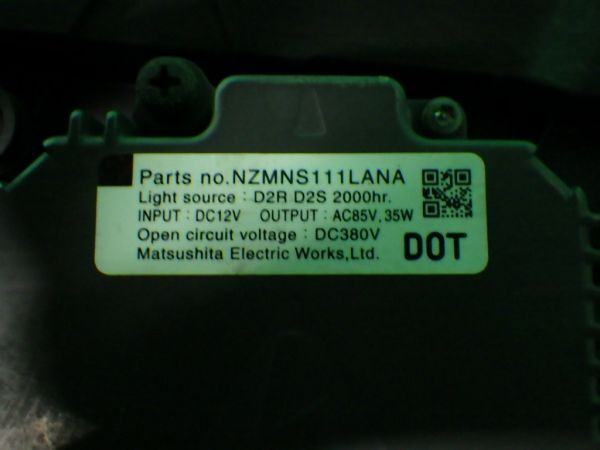 Parts no.NZMNS111LANA
Light source : D2R D2S 2000hr.
INPUT : DC12V OUTPUT : AC85V, 35W
Open circuit voltage : DC380V
DOT
Matsushita Electric Works,Ltd.